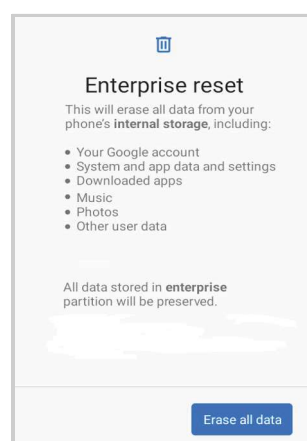 Enterprise reset
This will erase all data from your
phone's internal storage, including:
• Your Google account
• System and app data and settings
• Downloaded apps
• Music
• Photos
• Other user data
All data stored in enterprise
partition will be preserved.
Erase all data